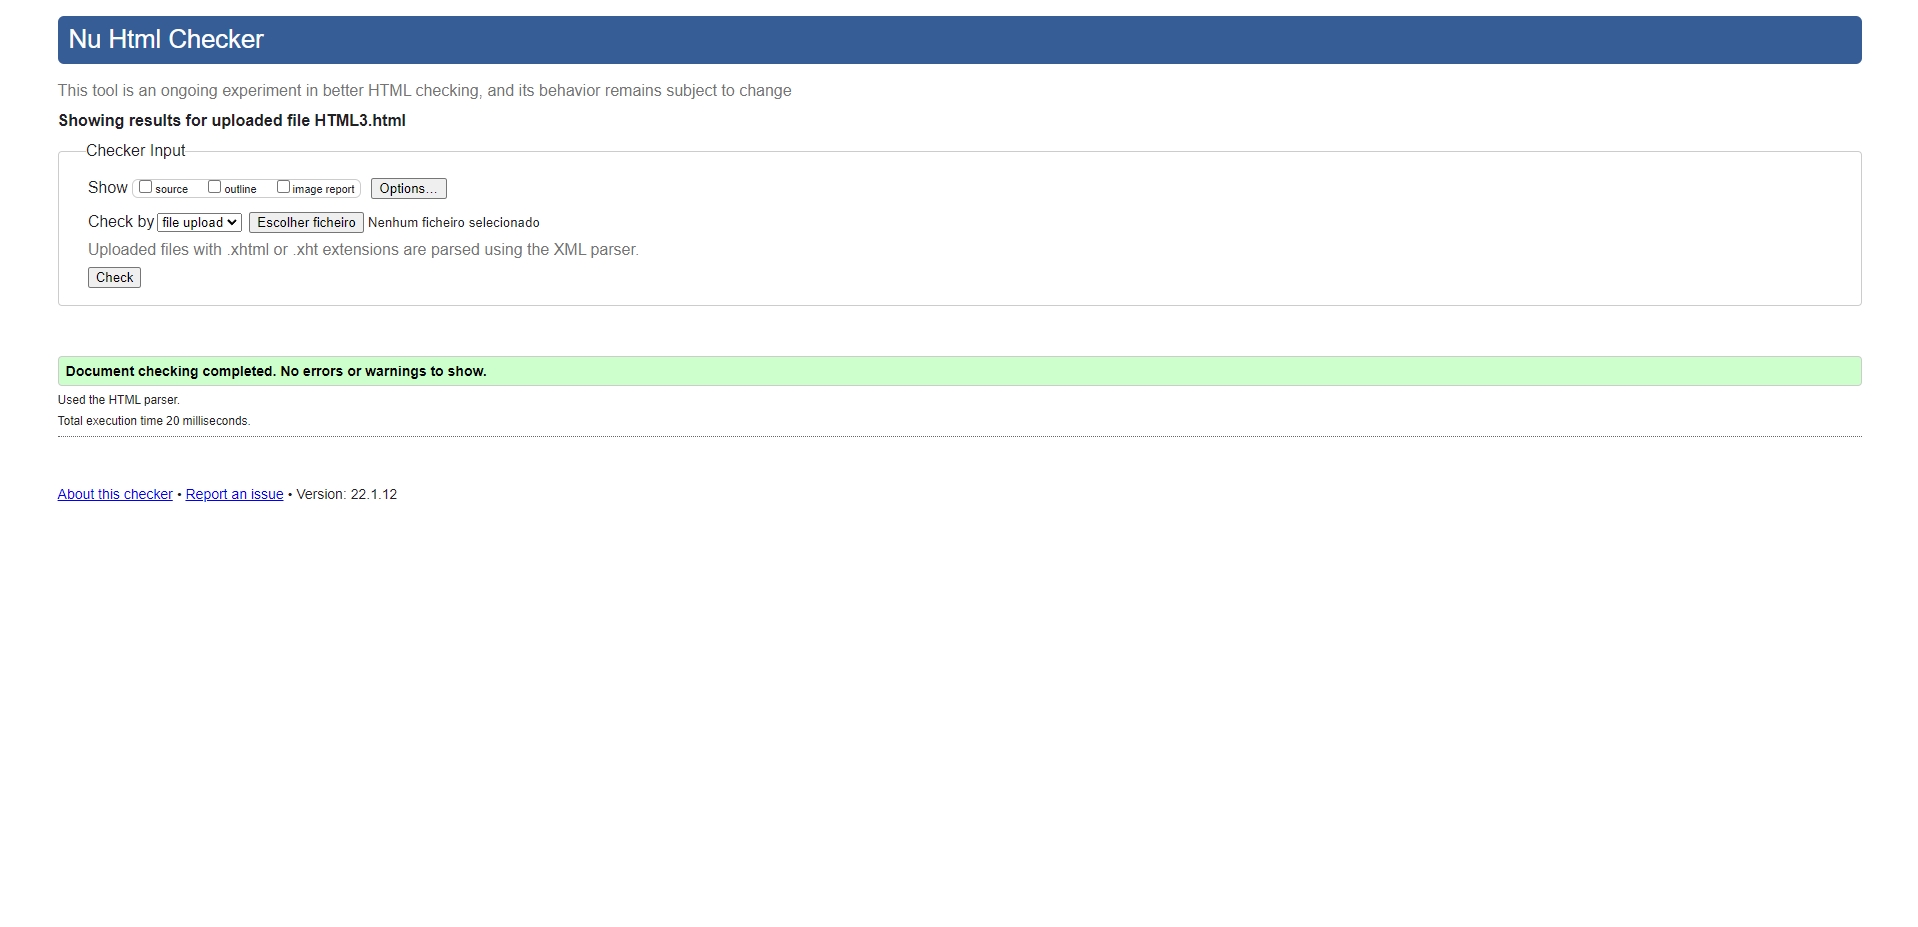 Nu Html Checker
This tool is an ongoing experiment in better HTML checking, and its behavior remains subject to change
Showing results for uploaded file HTML3.html
Checker Input
Show source outline image report Options...
Check by file upload Escolher ficheiro Nenhum ficheiro selecionado
Uploaded files with .xhtml or .xht extensions are parsed using the XML parser.
Check
Document checking completed. No errors or warnings to show.
Used the HTML parser.
Total execution time 20 milliseconds.
About this checker • Report an issue • Version: 22.1.12